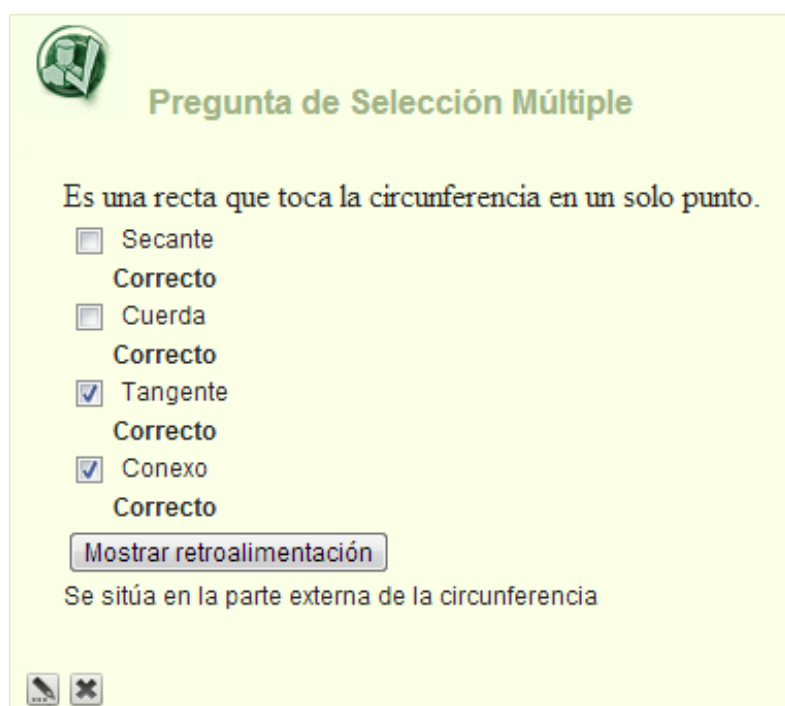 Pregunta de Selección Múltiple
Es una recta que toca la circunferencia en un solo punto.
Secante
Correcto
Cuerda
Correcto
Tangente
Correcto
Conexo
Correcto
Mostrar retroalimentación
Se sitúa en la parte externa de la circunferencia